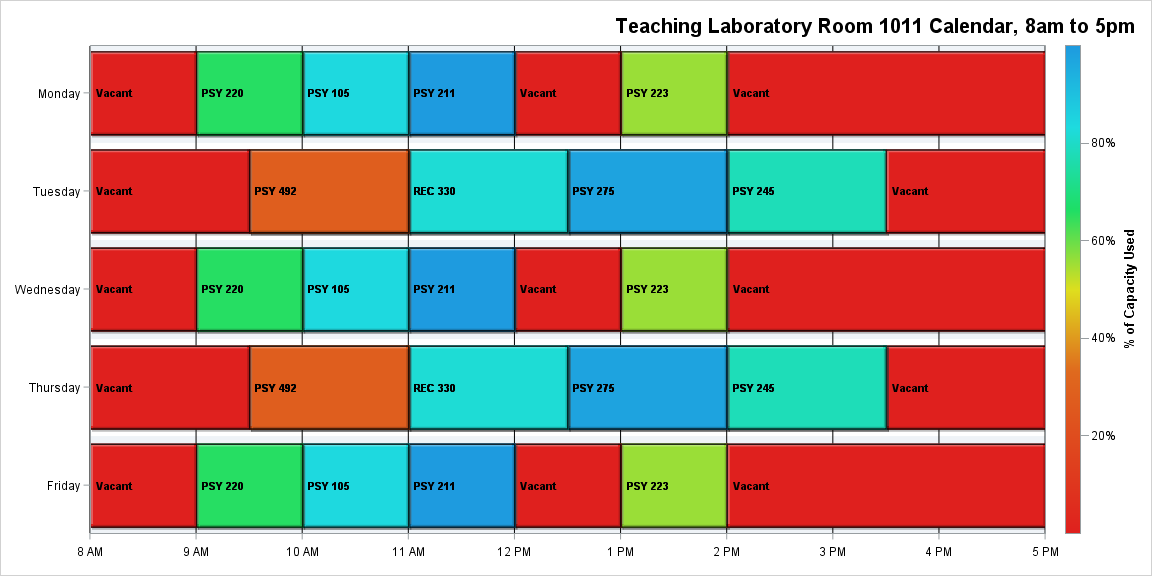 Teaching Laboratory Room 1011 Calendar, 8am to 5pm
Monday
Vacant
PSY 220
PSY 105
PSY 211
Vacant
PSY 223
Vacant
Tuesday
Vacant
PSY 492
REC 330
PSY 275
PSY 245
Vacant
Wednesday
Vacant
PSY 220
PSY 105
PSY 211
Vacant
PSY 223
Vacant
Thursday
Vacant
PSY 492
REC 330
PSY 275
PSY 245
Vacant
Friday
Vacant
PSY 220
PSY 105
PSY 211
Vacant
PSY 223
Vacant
8 AM
9 AM
10 AM
11 AM
12 PM
1 PM
2 PM
3 PM
4 PM
5 PM
80%
60%
40%
20%
% of Capacity Used